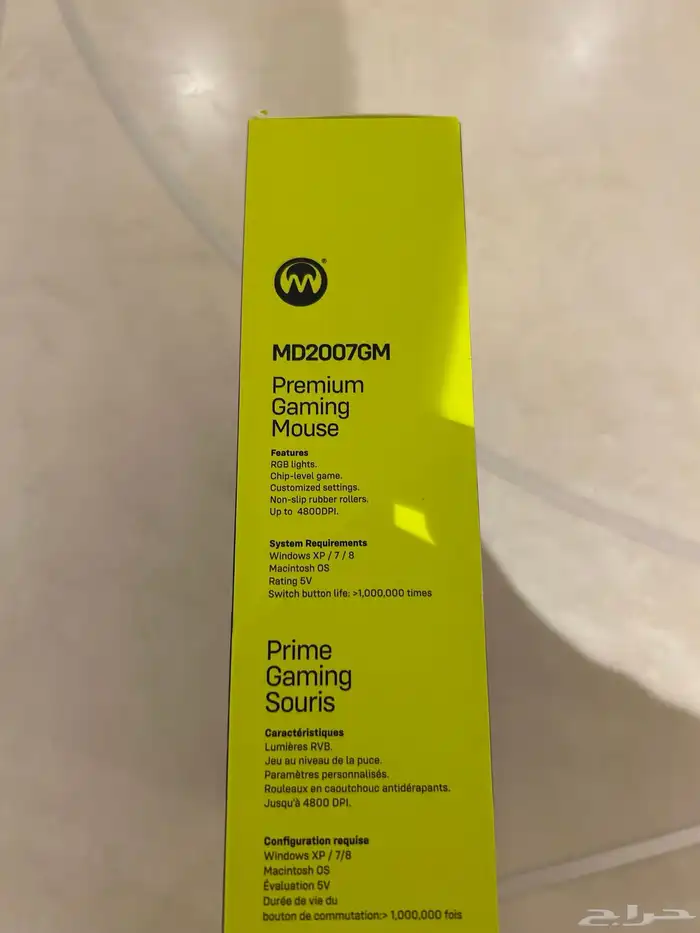 MD2007GM
Premium
Gaming
Mouse
Features
RGB lights.
Chip-level game.
Customized settings.
Non-slip rubber rollers.
Up to 4800DPI.
System Requirements
Windows XP / 7 / 8
Macintosh OS
Rating 5V
Switch button life: >1,000,000 times
Prime
Gaming
Souris
Caractéristiques
Lumières RVB.
Jeu au niveau de la puce.
Paramètres personnalisés.
Rouleaux en caoutchouc antidérapants.
Jusqu'à 4800 DPI.
Configuration requise
Windows XP / 7/8
Macintosh OS
Évaluation 5V
Durée de vie du
bouton de commutation:> 1,000,000 fois
حراج